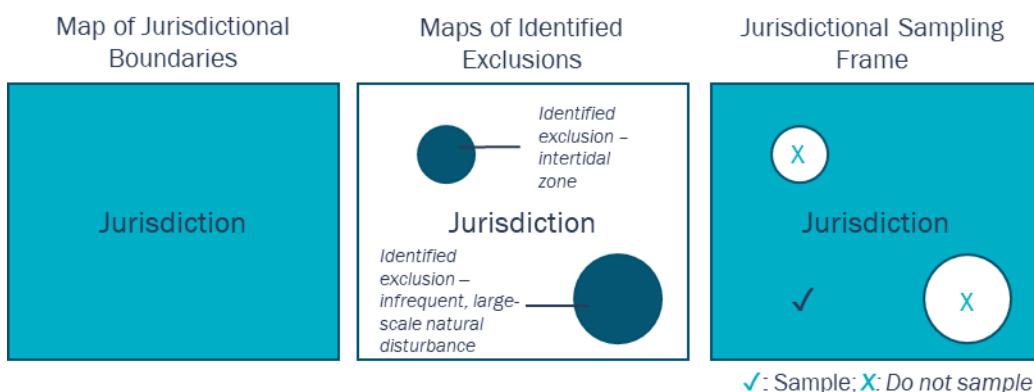 Map of Jurisdictional
Boundaries
Jurisdiction
Maps of Identified
Exclusions
Identified
exclusion –
intertidal
zone
Jurisdiction
Identified
exclusion –
infrequent, large-
scale natural
disturbance
Jurisdictional Sampling
Frame
X
Jurisdiction
✓
X
✓: Sample; X: Do not sample